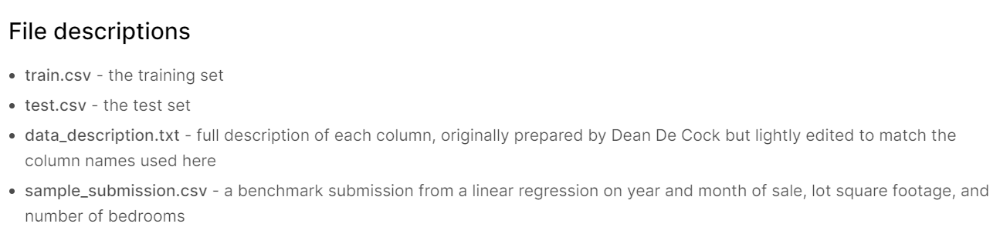 File descriptions
• train.csv - the training set
• test.csv - the test set
• data_description.txt - full description of each column, originally prepared by Dean De Cock but lightly edited to match the
column names used here
• sample_submission.csv - a benchmark submission from a linear regression on year and month of sale, lot square footage, and
number of bedrooms